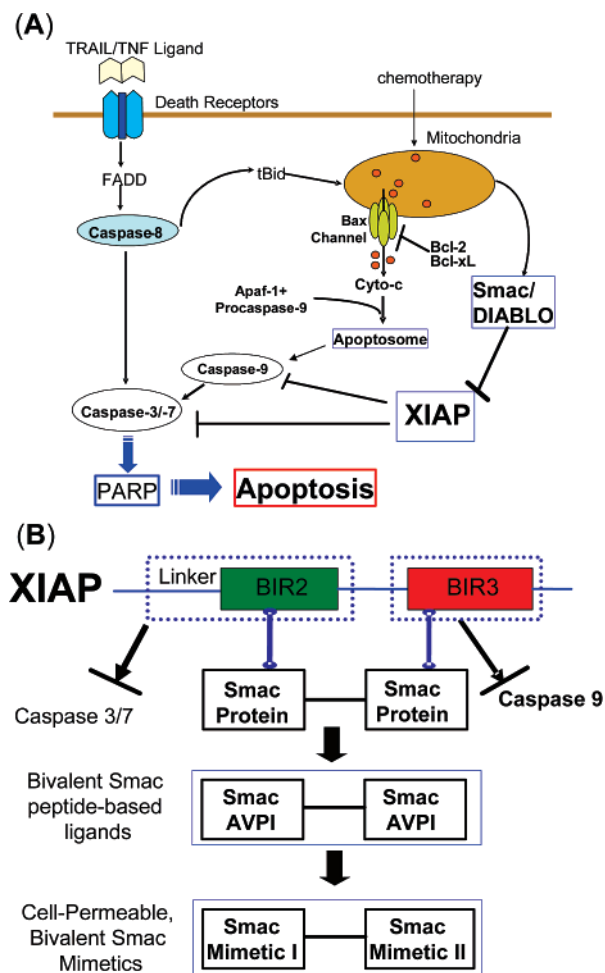 (A)
TRAIL/TNF Ligand
Death Receptors
chemotherapy
Mitochondria
FADD
tBid
Caspase-8
Bax
Channel
Bcl-2
Bcl-xL
Cyto-c
Smac/
DIABLO
Apaf-1+
Procaspase-9
Apoptosome
Caspase-9
XIAP
Caspase-3/-7
PARP
Apoptosis
(B)
XIAP
Linker
BIR2
BIR3
Caspase 3/7
Smac
Protein
Smac
Protein
Caspase 9
Bivalent Smac
peptide-based
ligands
Smac
AVPI
Smac
AVPI
Cell-Permeable,
Bivalent Smac
Mimetics
Smac
Mimetic I
Smac
Mimetic II